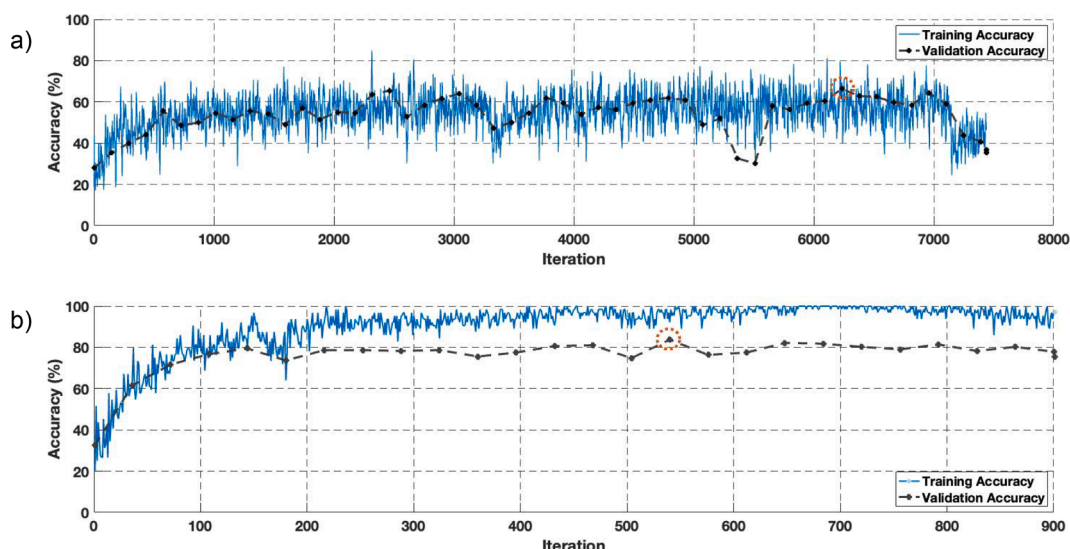 a)
100
80
60
40
20
0
Accuracy (%)
Training Accuracy
Validation Accuracy
0 1000 2000 3000 4000 5000 6000 7000 8000
Iteration
b)
100
80
60
40
20
0
Accuracy (%)
Training Accuracy
Validation Accuracy
0 100 200 300 400 500 600 700 800 900
Iteration